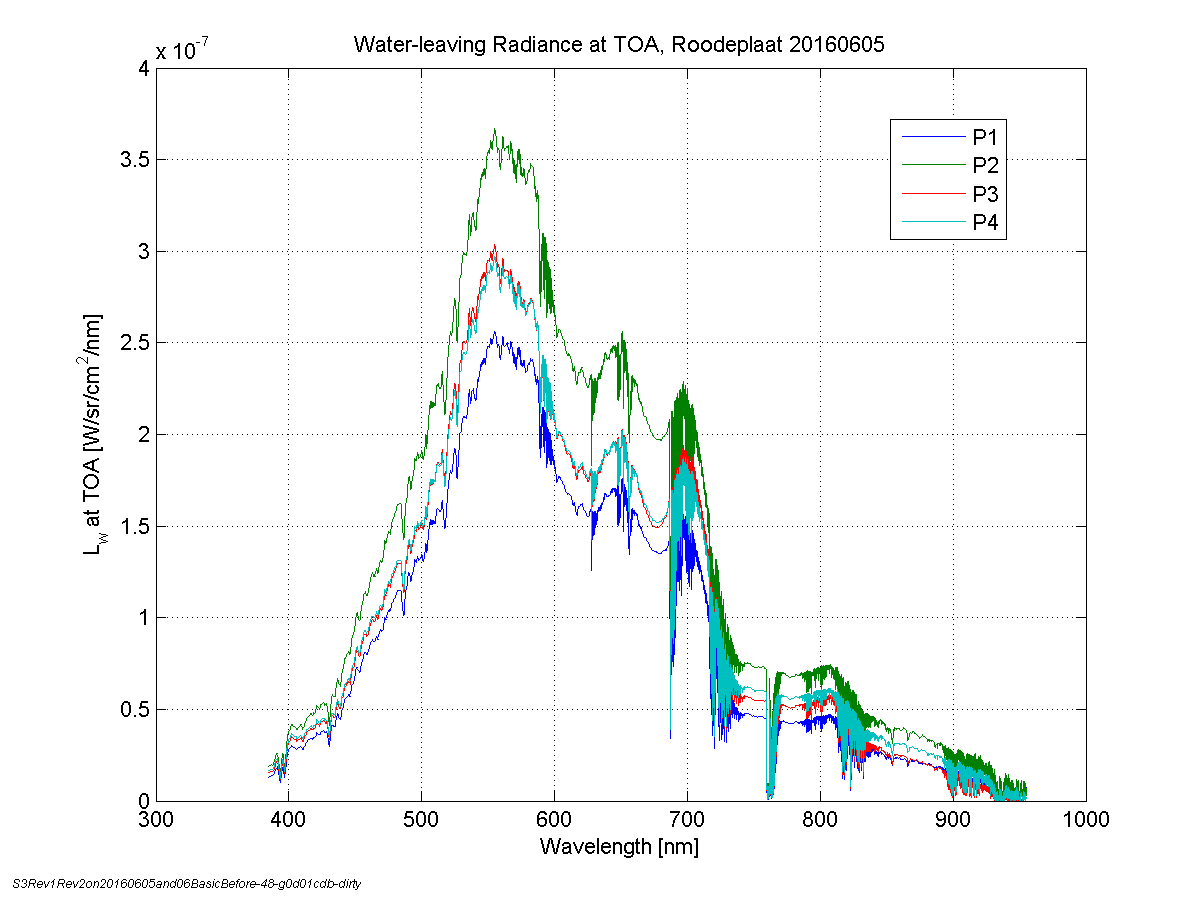 Water-leaving Radiance at TOA, Roodeplaat 20160605
x 10^-7
4
3.5
3
2.5
2
1.5
1
0.5
0
L_w at TOA [W/sr/cm^2/nm]
P1
P2
P3
P4
300 400 500 600 700 800 900 1000
Wavelength [nm]
S3Rev1Rev2on20160605and06BasicBefore-48-g0d01cdb-dirty